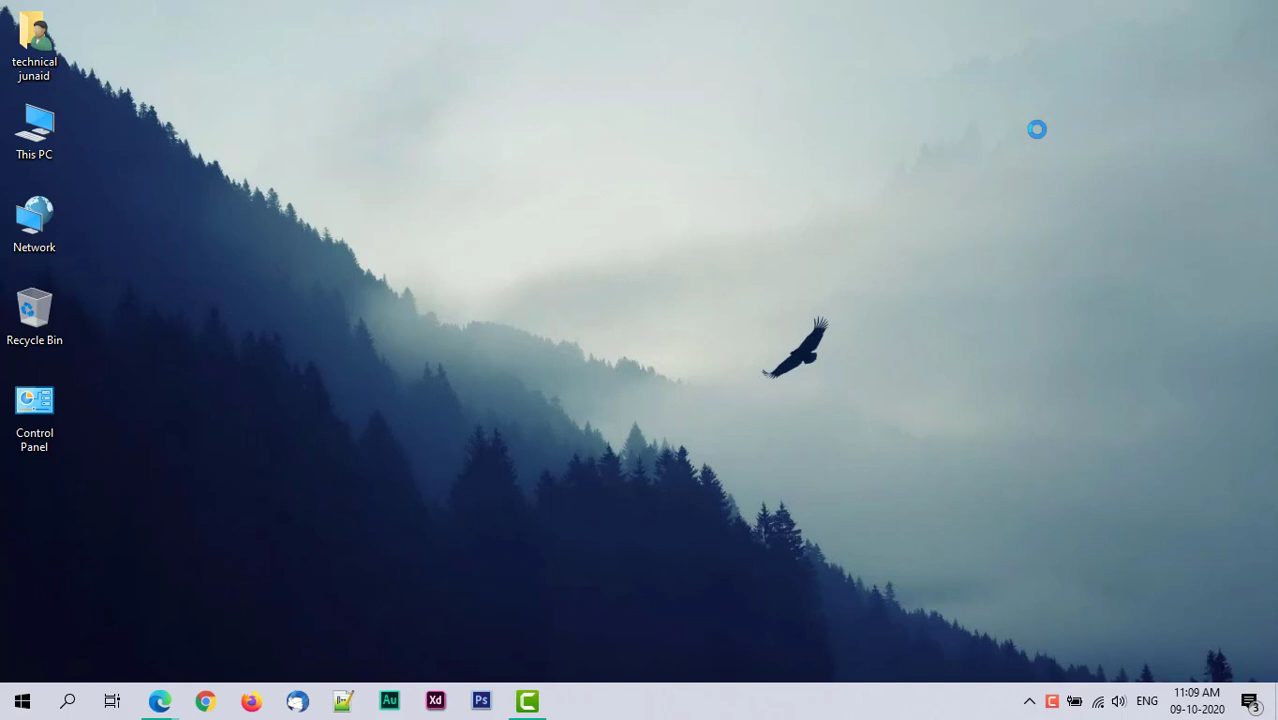 technical
junaid
This PC
Network
Recycle Bin
Control
Panel
Au
Xd
Ps
ENG
11:09 AM
09-10-2020
3